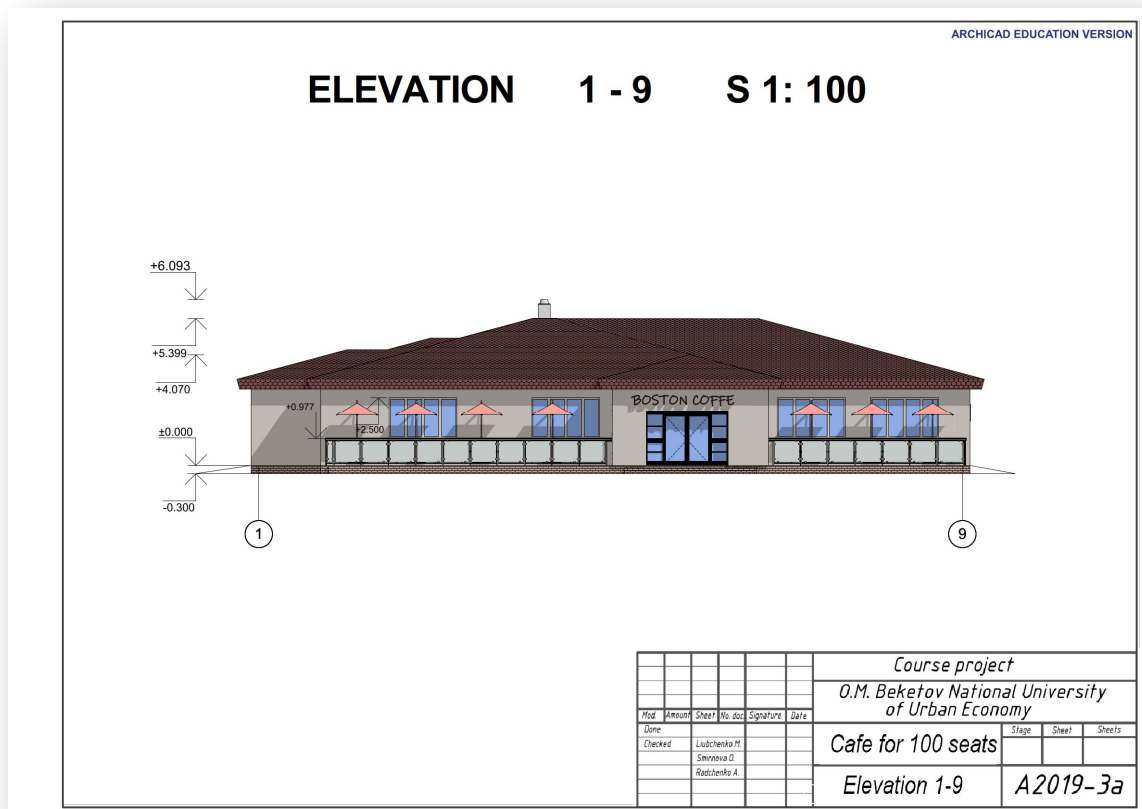 ARCHICAD EDUCATION VERSION
ELEVATION 1 - 9 S 1: 100
+6.093
+5.399
+4.070
+0.977
BOSTON COFFE
+2.500
±0.000
-0.300
1
9
Course project
O.M. Beketov National University
of Urban Economy
Mod. Amount Sheet No. doc. Signature Date
Done
Checked Liubchenko M.
Smirnova O.
Radchenko A.
Cafe for 100 seats
Stage Sheet Sheets
Elevation 1-9
A2019-3a